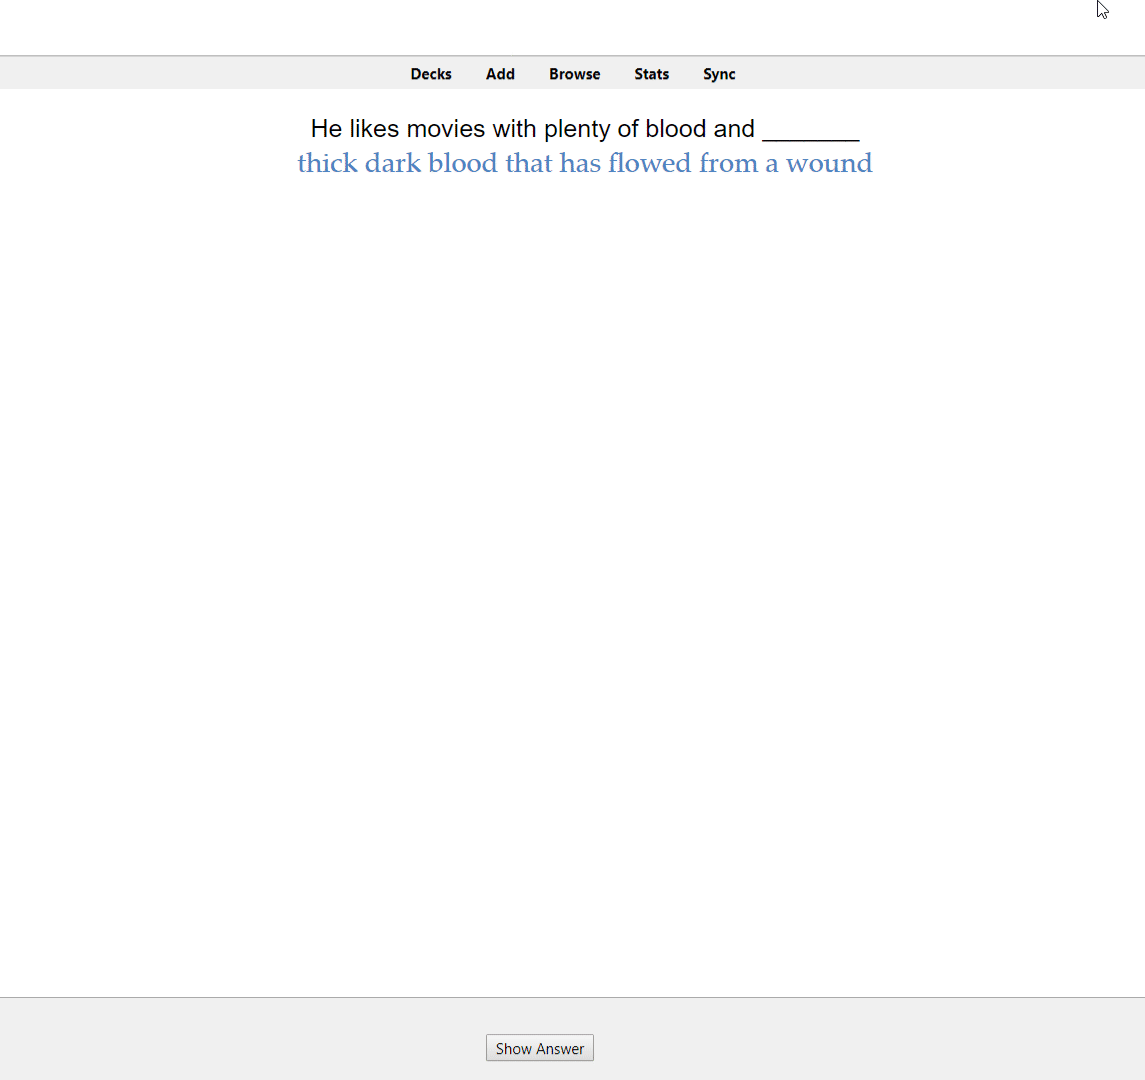 Decks Add Browse Stats Sync
He likes movies with plenty of blood and _______
thick dark blood that has flowed from a wound
Show Answer